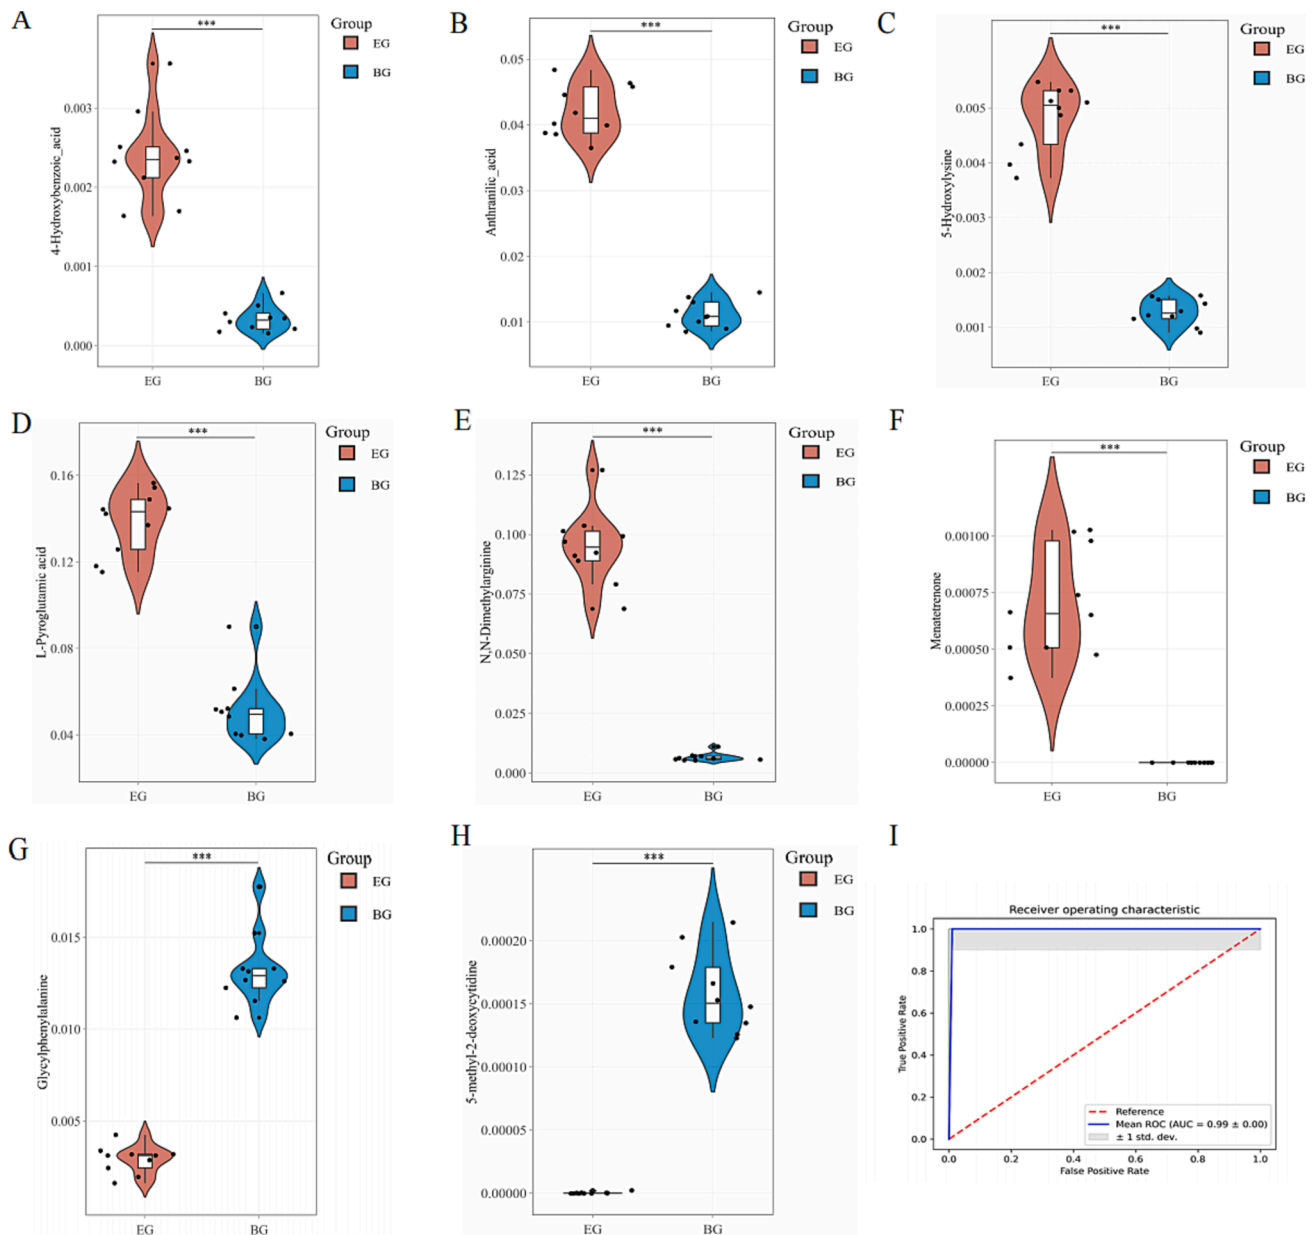 A
4-Hydroxybenzoic_acid
0.003
0.002
0.001
0.000
***
EG
BG
Group
EG
BG
B
Anthranilic_acid
0.05
0.04
0.03
0.02
0.01
***
EG
BG
Group
EG
BG
C
5-Hydroxylysine
0.005
0.004
0.003
0.002
0.001
***
EG
BG
Group
EG
BG
D
L-Pyroglutamic acid
0.16
0.12
0.08
0.04
***
EG
BG
Group
EG
BG
E
N,N-Dimethylarginine
0.125
0.100
0.075
0.050
0.025
0.000
***
EG
BG
Group
EG
BG
F
Menatetrenone
0.00100
0.00075
0.00050
0.00025
0.00000
***
EG
BG
Group
EG
BG
G
Glycylphenylalanine
0.015
0.010
0.005
***
EG
BG
Group
EG
BG
H
5-methyl-2-deoxycytidine
0.00020
0.00015
0.00010
0.00005
0.00000
***
EG
BG
Group
EG
BG
I
Receiver operating characteristic
True Positive Rate
1.0
0.8
0.6
0.4
0.2
0.0
0.0
0.2
0.4
0.6
0.8
1.0
False Positive Rate
Reference
Mean ROC (AUC = 0.99 ± 0.00)
± 1 std. dev.